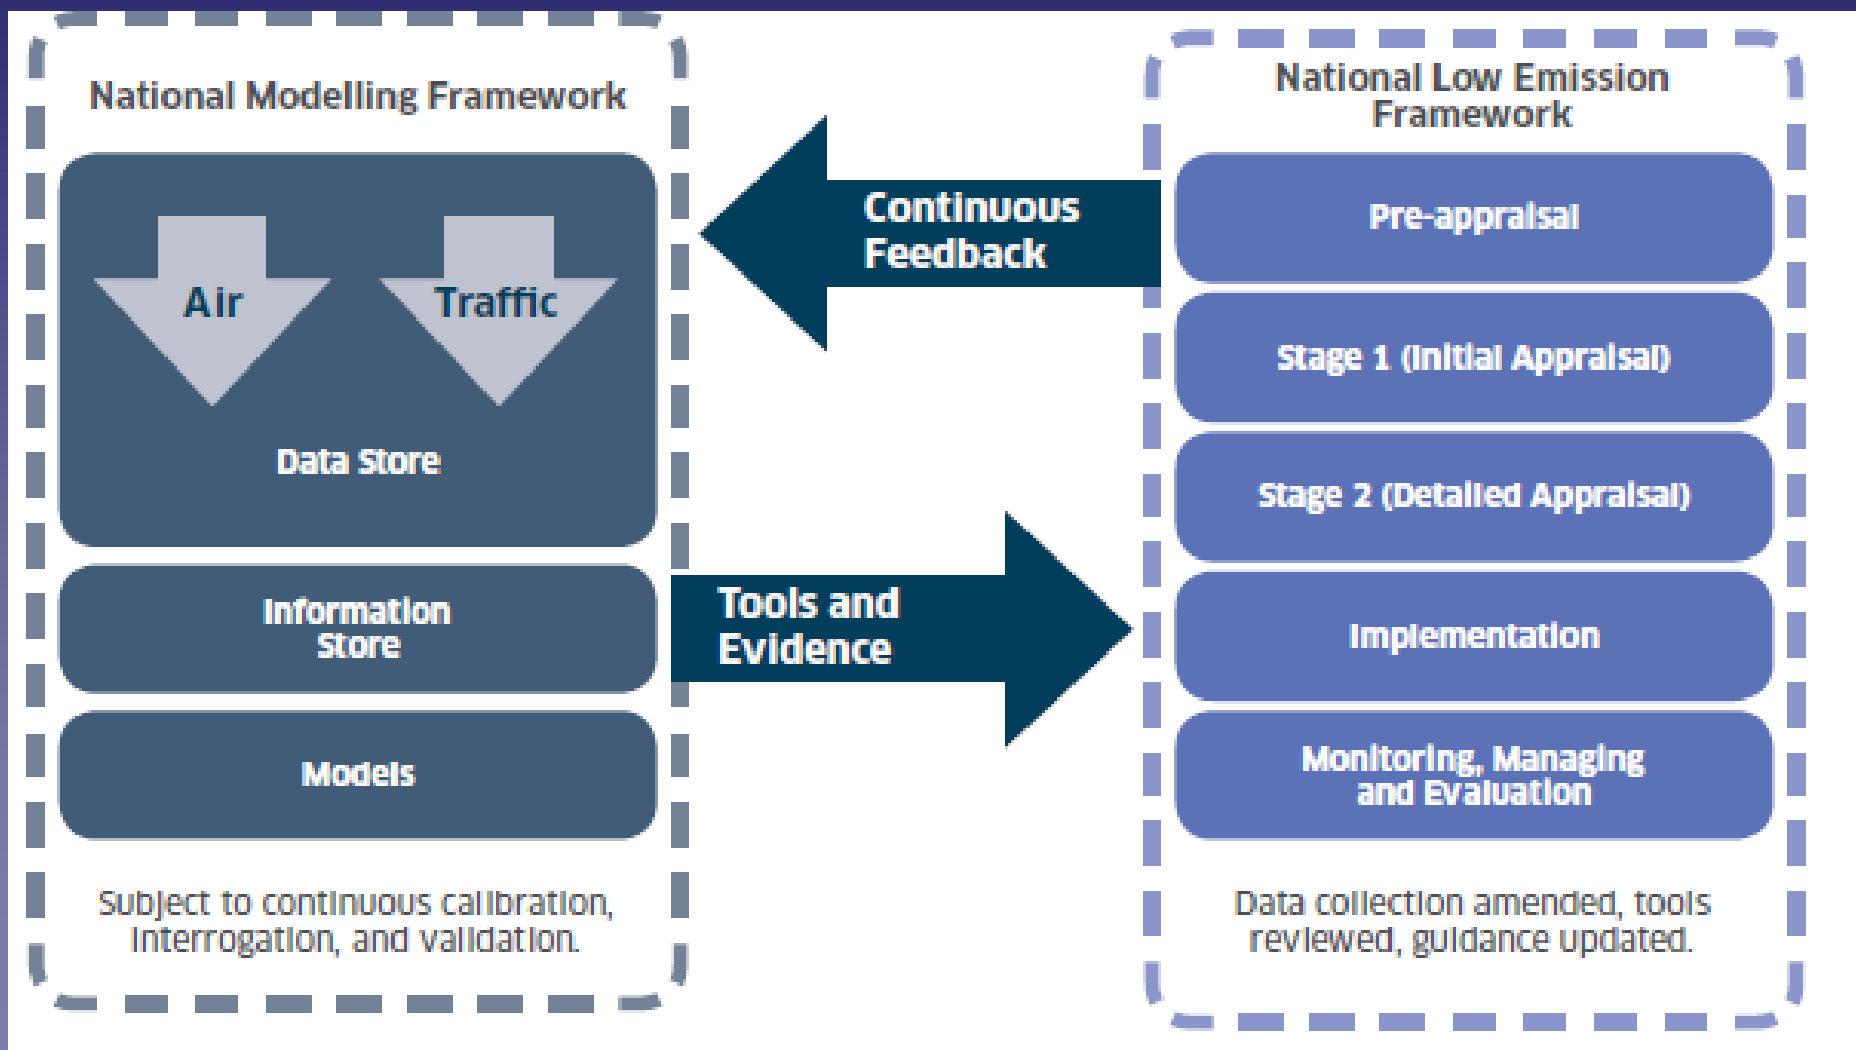 National Modelling Framework
Air
Traffic
Data Store
Information
Store
Models
Subject to continuous calibration,
interrogation, and validation.
Continuous
Feedback
Tools and
Evidence
National Low Emission
Framework
Pre-appraisal
Stage 1 (Initial Appraisal)
Stage 2 (Detailed Appraisal)
Implementation
Monitoring, Managing
and Evaluation
Data collection amended, tools
reviewed, guidance updated.